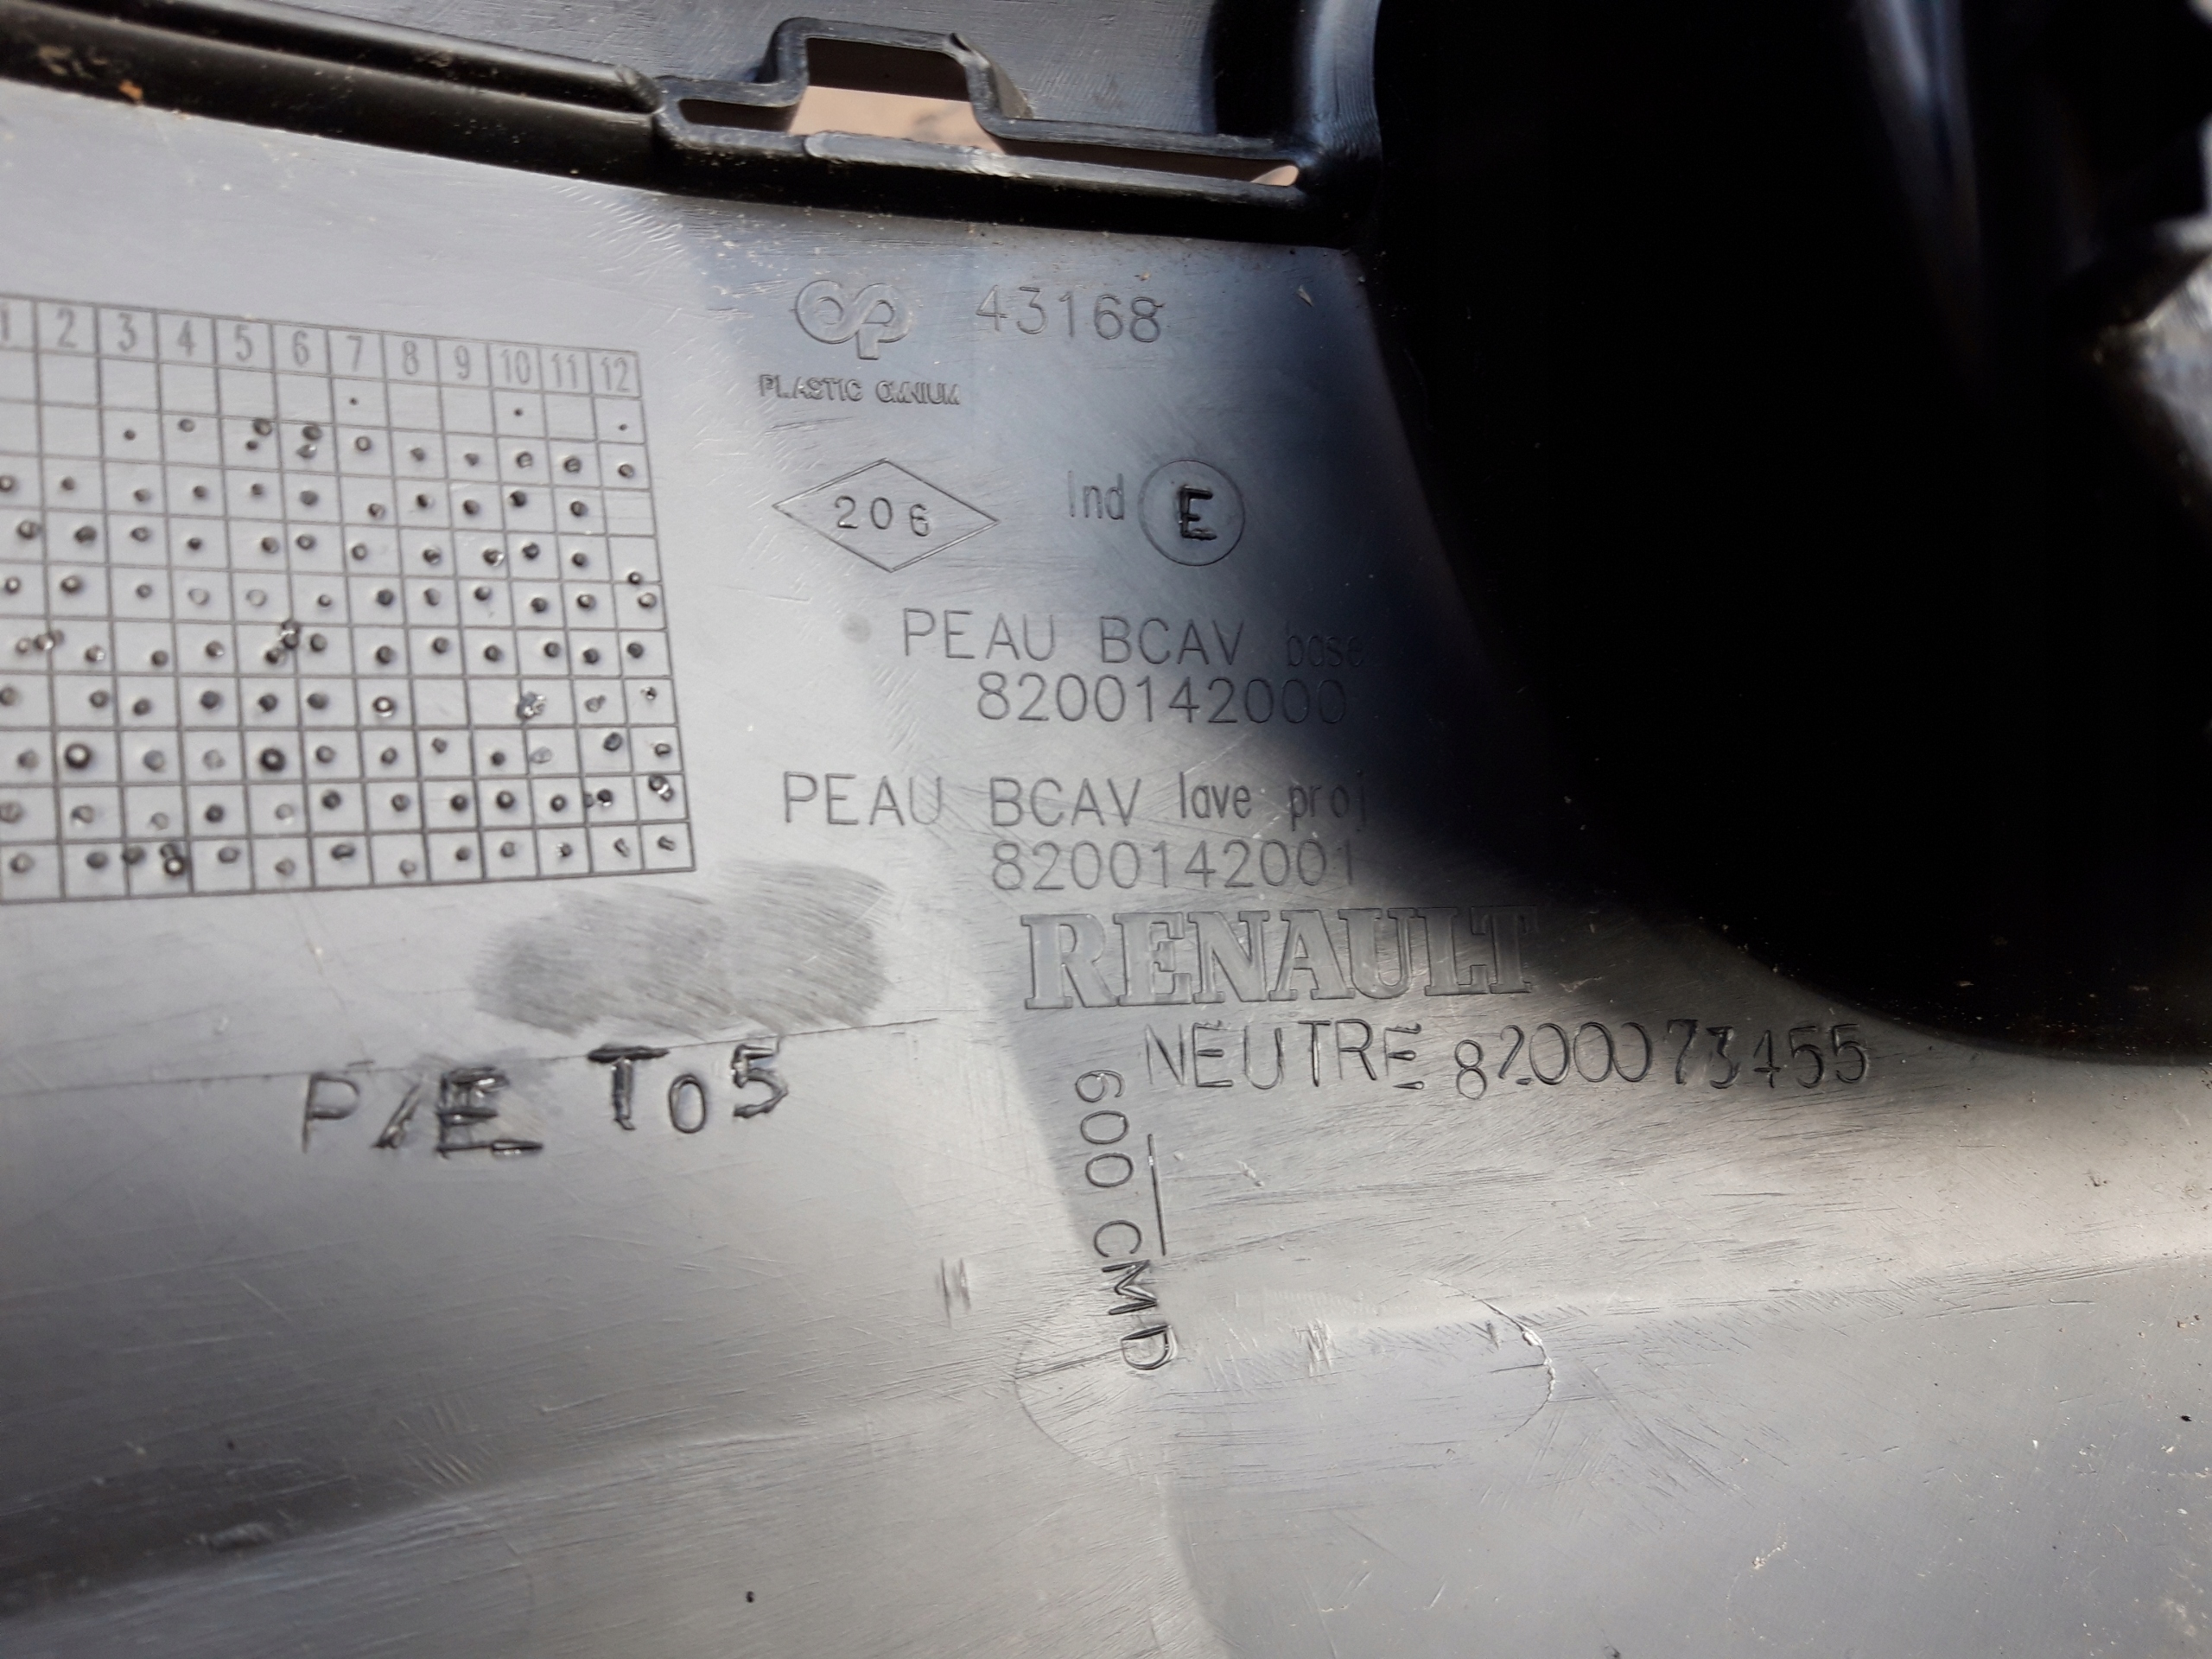 1 2 3 4 5 6 7 8 9 10 11 12
OP 43168
PLASTIC OMNIUM
206 Ind E
PEAU BCAV base
8200142000
PEAU BCAV lave proj
8200142001
RENAULT
NEUTRE 8200073455
P/E T05
600 CMD